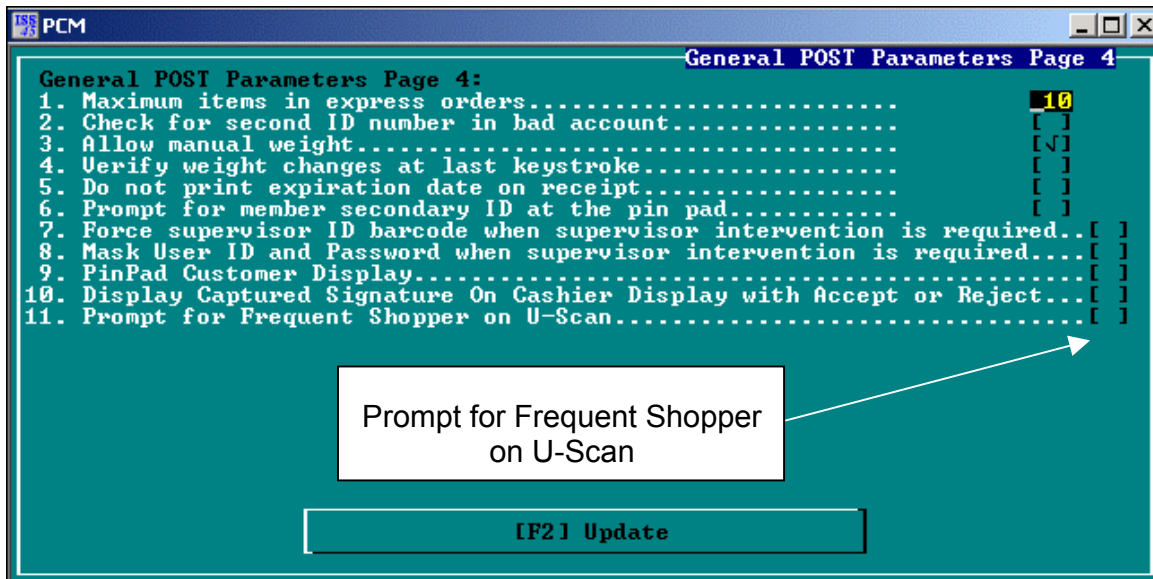 ISS 45 PCM
General POST Parameters Page 4
General POST Parameters Page 4:
1. Maximum items in express orders.......................... 10
2. Check for second ID number in bad account................ [ ]
3. Allow manual weight...................................... [√]
4. Verify weight changes at last keystroke.................. [ ]
5. Do not print expiration date on receipt.................. [ ]
6. Prompt for member secondary ID at the pin pad............ [ ]
7. Force supervisor ID barcode when supervisor intervention is required..[ ]
8. Mask User ID and Password when supervisor intervention is required....[ ]
9. PinPad Customer Display...............................................[ ]
10. Display Captured Signature On Cashier Display with Accept or Reject...[ ]
11. Prompt for Frequent Shopper on U-Scan.................................[ ]
Prompt for Frequent Shopper
on U-Scan
[F2] Update